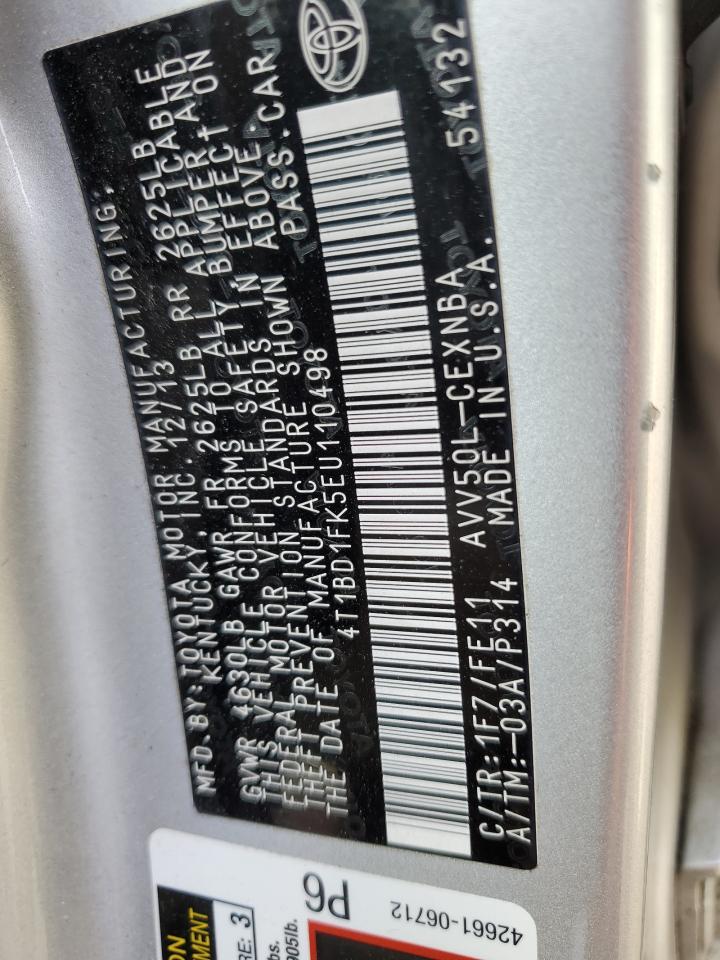 MFD.BY:TOYOTA MOTOR MANUFACTURING,
KENTUCKY, INC. 12/13
GVWR 4630LB GAWR FR 2625LB RR 2625LB
THIS VEHICLE CONFORMS TO ALL APPLICABLE
FEDERAL MOTOR VEHICLE SAFETY, BUMPER, AND
THEFT PREVENTION STANDARDS IN EFFECT ON
THE DATE OF MANUFACTURE SHOWN ABOVE.
4T1BD1FK5EU110498 PASS.CAR
C/TR:1F7/FE11 AVV50L-CEXNBA
A/TM:-03A/P314 MADE IN U.S.A. 54132
P6
42661-06712
RE: 3
905lb.